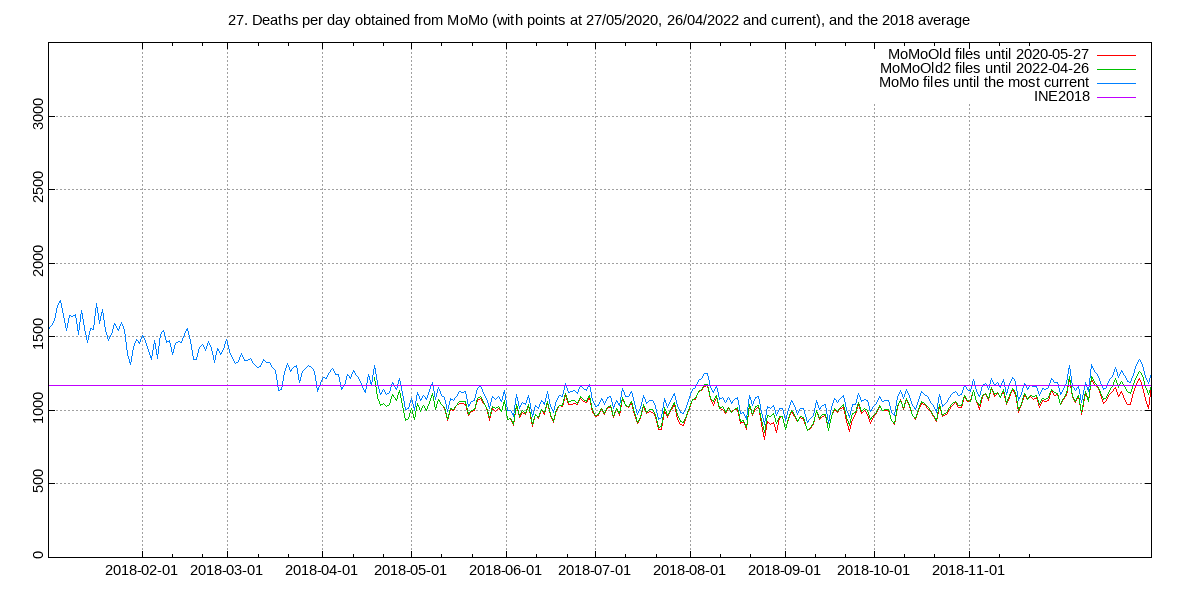 27. Deaths per day obtained from MoMo (with points at 27/05/2020, 26/04/2022 and current), and the 2018 average
MoMoOld files until 2020-05-27
MoMoOld2 files until 2022-04-26
MoMo files until the most current
INE2018
3000
2500
2000
1500
1000
500
0
2018-02-01 2018-03-01 2018-04-01 2018-05-01 2018-06-01 2018-07-01 2018-08-01 2018-09-01 2018-10-01 2018-11-01